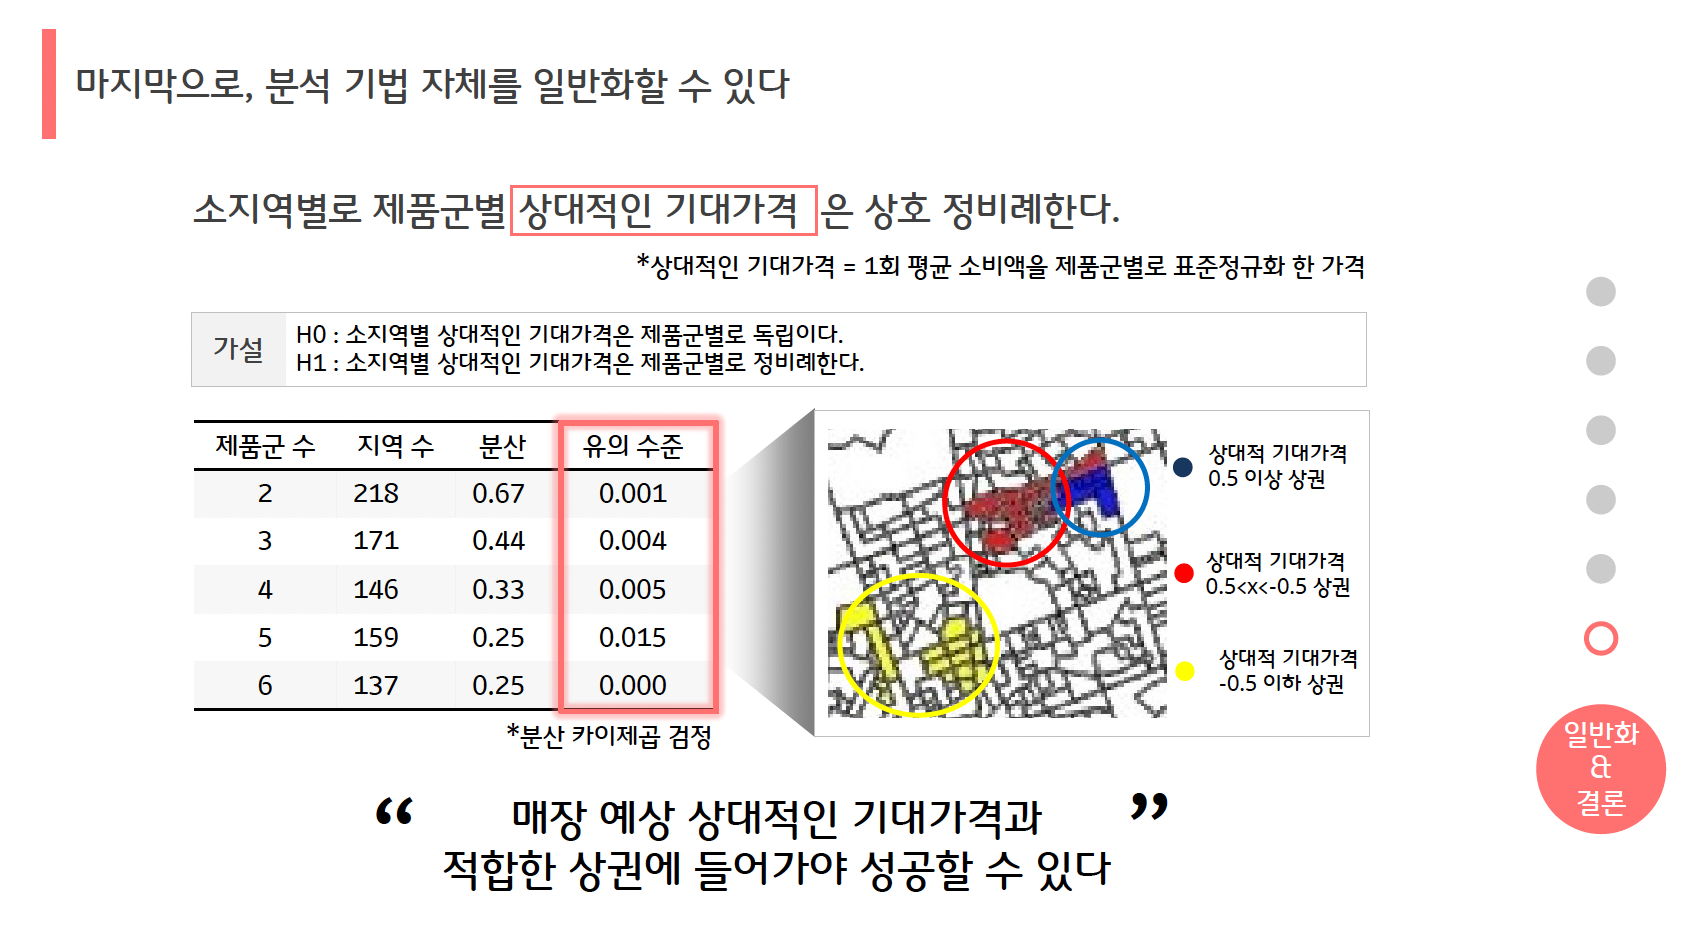 마지막으로, 분석 기법 자체를 일반화할 수 있다
소지역별로 제품군별 상대적인 기대가격 은 상호 정비례한다.
*상대적인 기대가격 = 1회 평균 소비액을 제품군별로 표준정규화 한 가격
가설
H0 : 소지역별 상대적인 기대가격은 제품군별로 독립이다.
H1 : 소지역별 상대적인 기대가격은 제품군별로 정비례한다.
제품군 수 지역 수 분산 유의 수준
2 218 0.67 0.001
3 171 0.44 0.004
4 146 0.33 0.005
5 159 0.25 0.015
6 137 0.25 0.000
*분산 카이제곱 검정
상대적 기대가격
0.5 이상 상권
상대적 기대가격
0.5<x<-0.5 상권
상대적 기대가격
-0.5 이하 상권
일반화
&
결론
“ 매장 예상 상대적인 기대가격과 ”
적합한 상권에 들어가야 성공할 수 있다